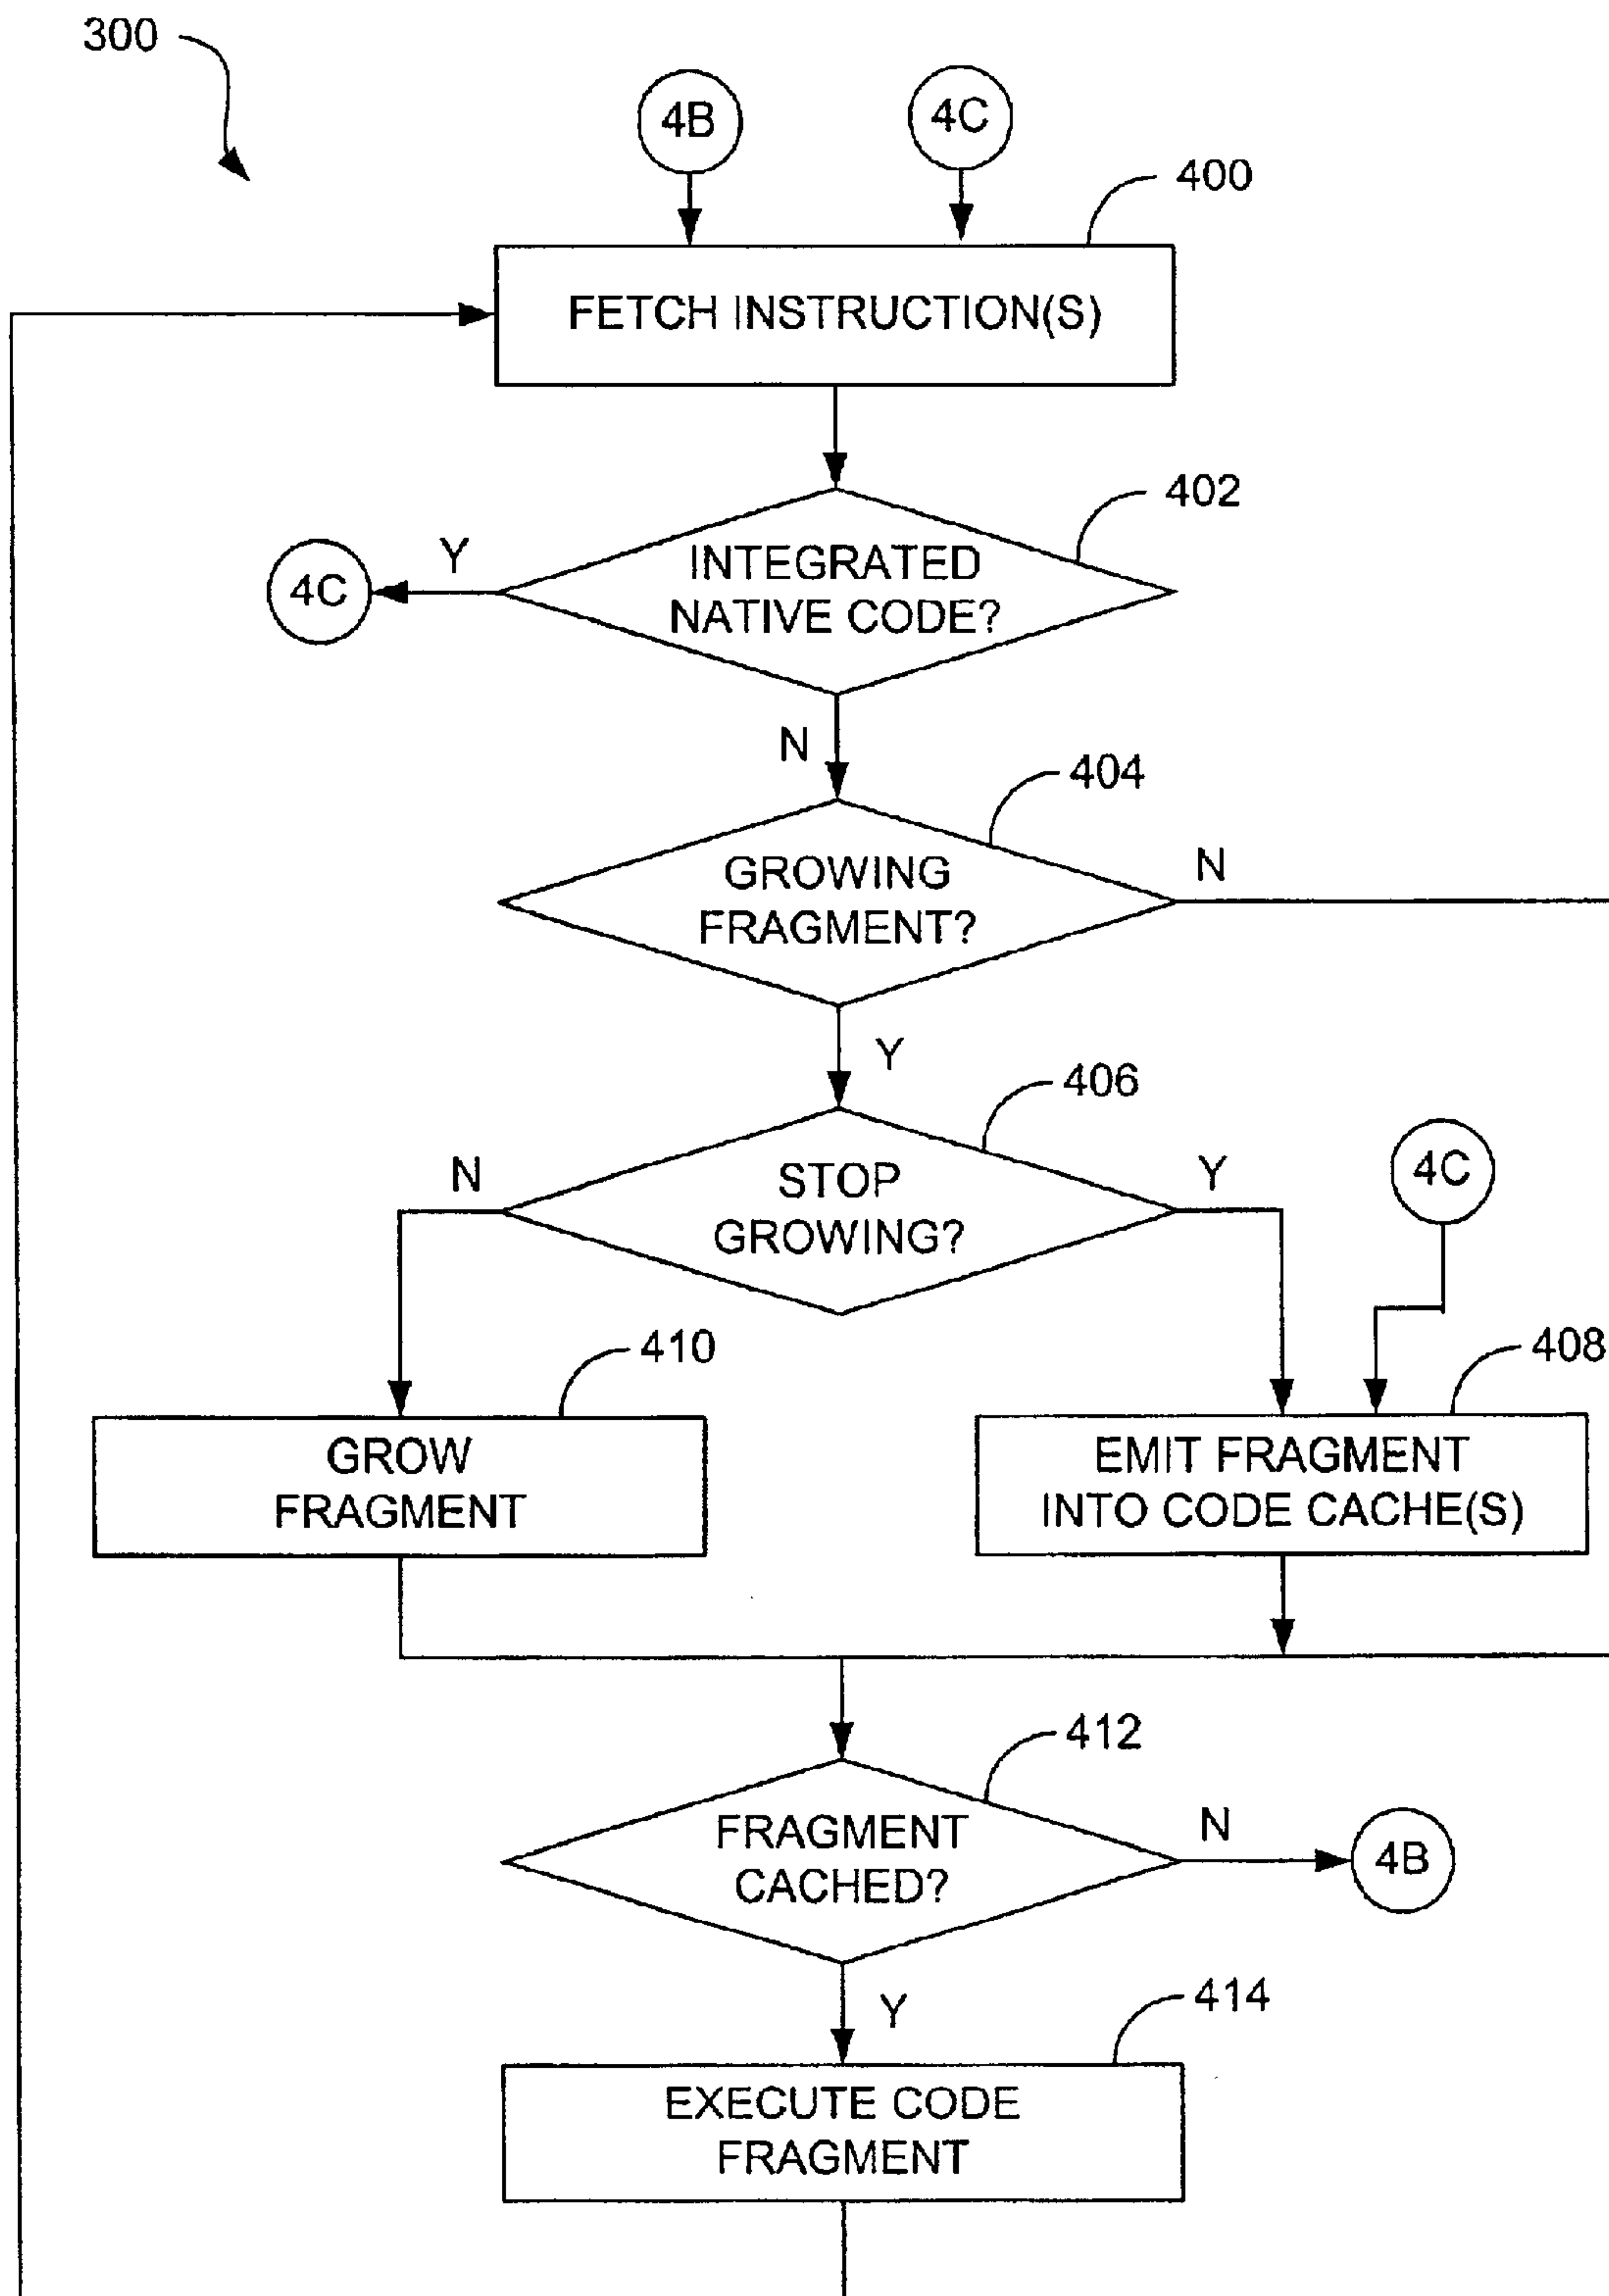 300
4B
4C
400
FETCH INSTRUCTION(S)
402
Y
4C
INTEGRATED
NATIVE CODE?
N
404
GROWING
FRAGMENT?
N
Y
406
4C
N
STOP
GROWING?
Y
410
408
GROW
FRAGMENT
EMIT FRAGMENT
INTO CODE CACHE(S)
412
FRAGMENT
CACHED?
N
4B
Y
414
EXECUTE CODE
FRAGMENT